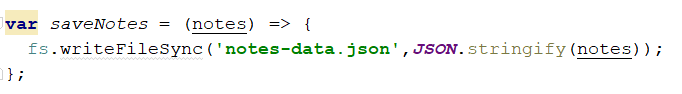 var saveNotes = (notes) => {
fs.writeFileSync('notes-data.json',JSON.stringify(notes));
};